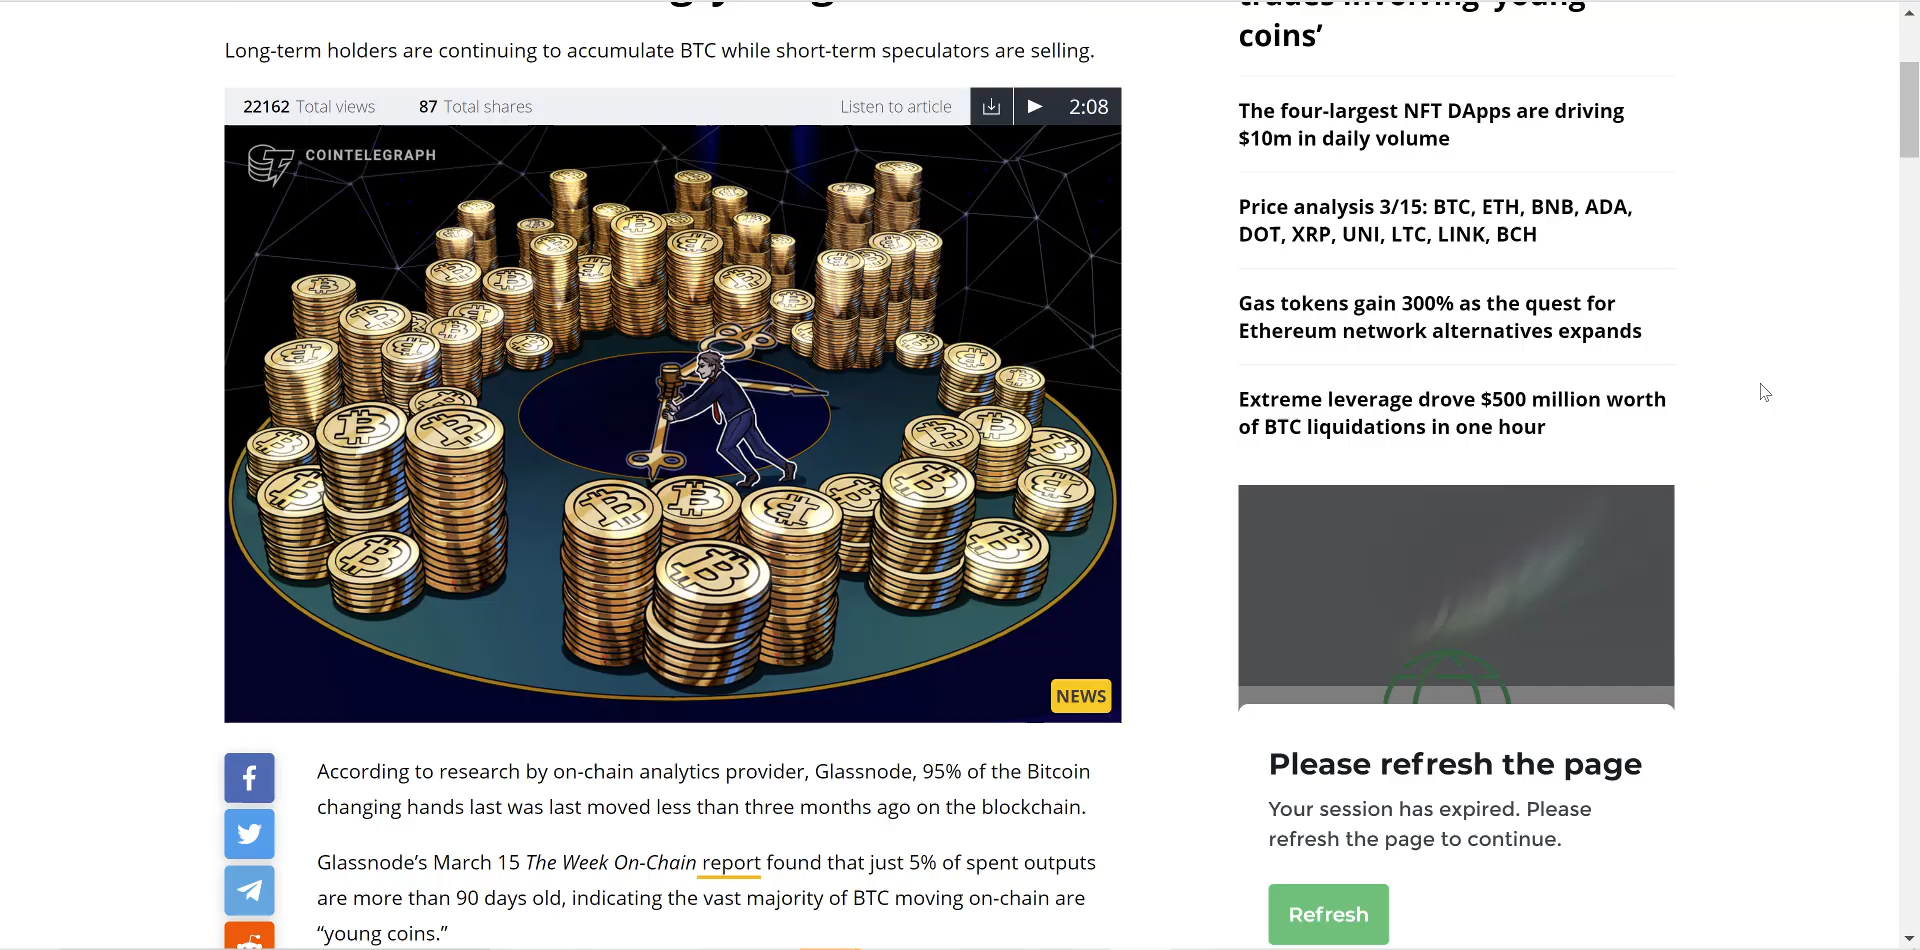 Long-term holders are continuing to accumulate BTC while short-term speculators are selling.
22162 Total views 87 Total shares Listen to article 2:08
COINTELEGRAPH
NEWS
According to research by on-chain analytics provider, Glassnode, 95% of the Bitcoin
changing hands last was last moved less than three months ago on the blockchain.
Glassnode’s March 15 The Week On-Chain report found that just 5% of spent outputs
are more than 90 days old, indicating the vast majority of BTC moving on-chain are
“young coins.”
trades involving ‘young
coins’
The four-largest NFT DApps are driving
$10m in daily volume
Price analysis 3/15: BTC, ETH, BNB, ADA,
DOT, XRP, UNI, LTC, LINK, BCH
Gas tokens gain 300% as the quest for
Ethereum network alternatives expands
Extreme leverage drove $500 million worth
of BTC liquidations in one hour
Please refresh the page
Your session has expired. Please
refresh the page to continue.
Refresh